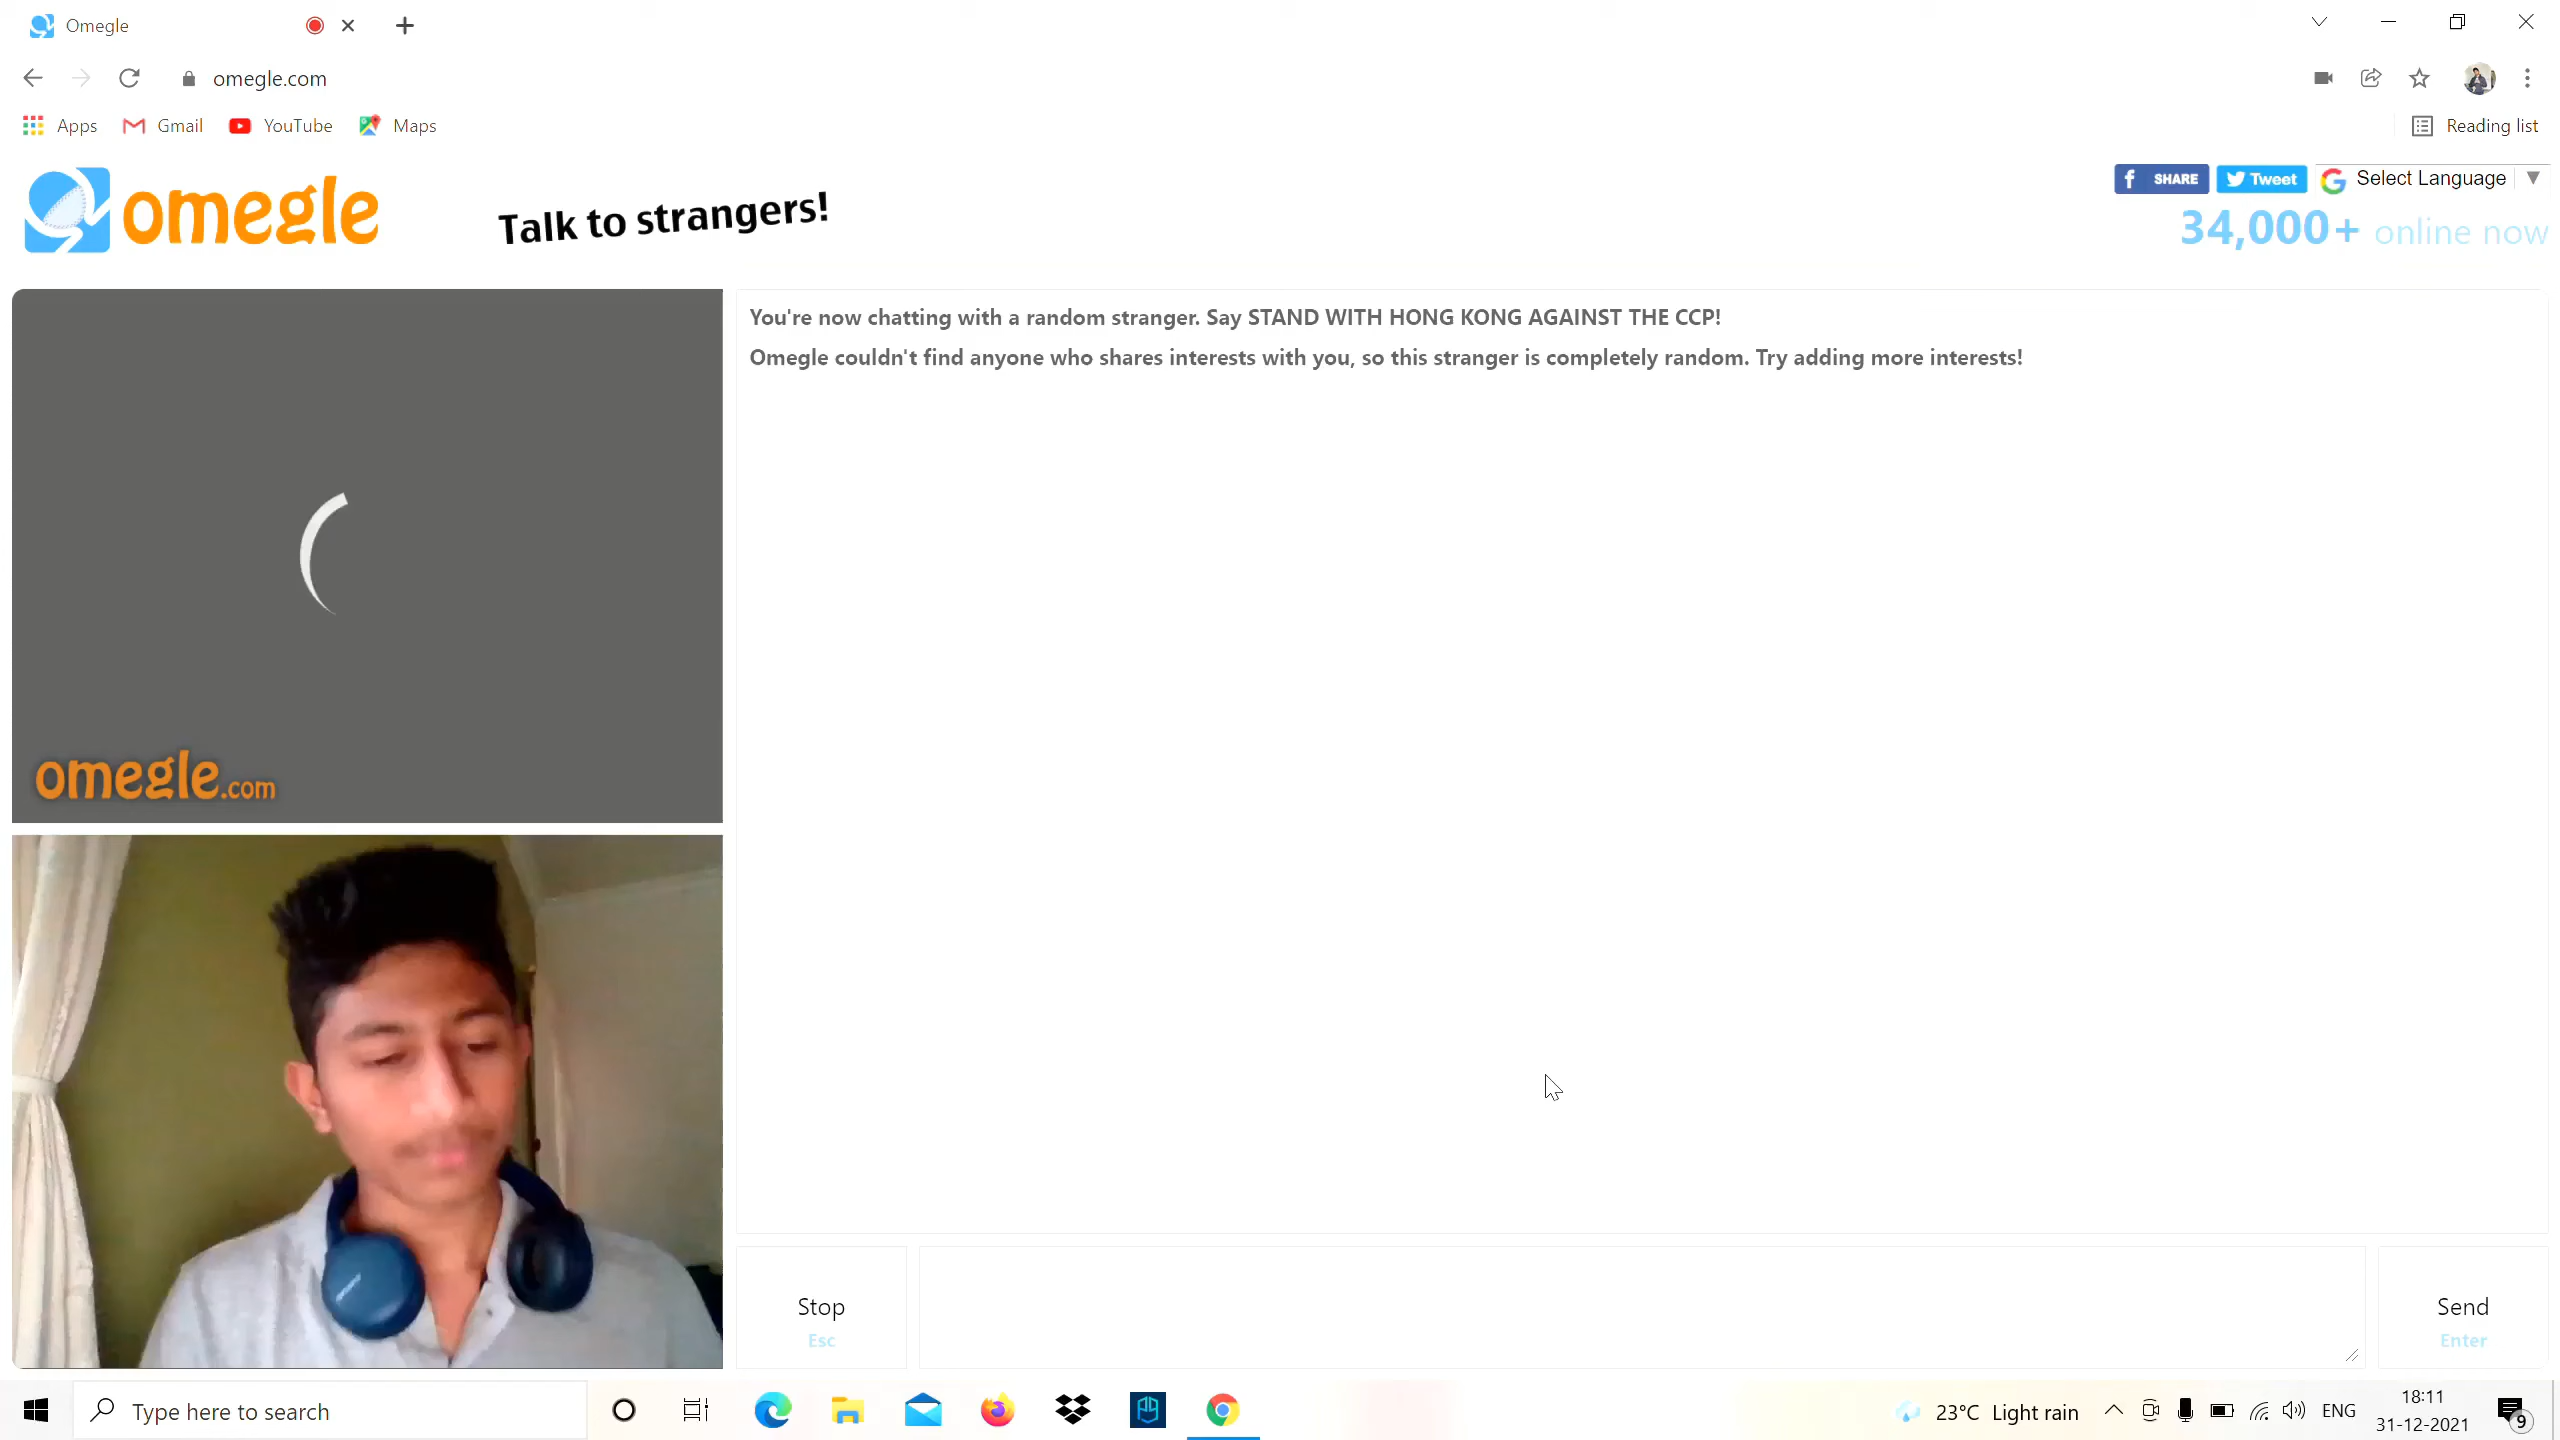 Omegle
omegle.com
Apps
Gmail
YouTube
Maps
Reading list
omegle
Talk to strangers!
f SHARE
Tweet
Select Language
34,000+ online now
You're now chatting with a random stranger. Say STAND WITH HONG KONG AGAINST THE CCP!
Omegle couldn't find anyone who shares interests with you, so this stranger is completely random. Try adding more interests!
omegle.com
Stop
Esc
Send
Enter
Type here to search
23°C Light rain
ENG
18:11
31-12-2021
9